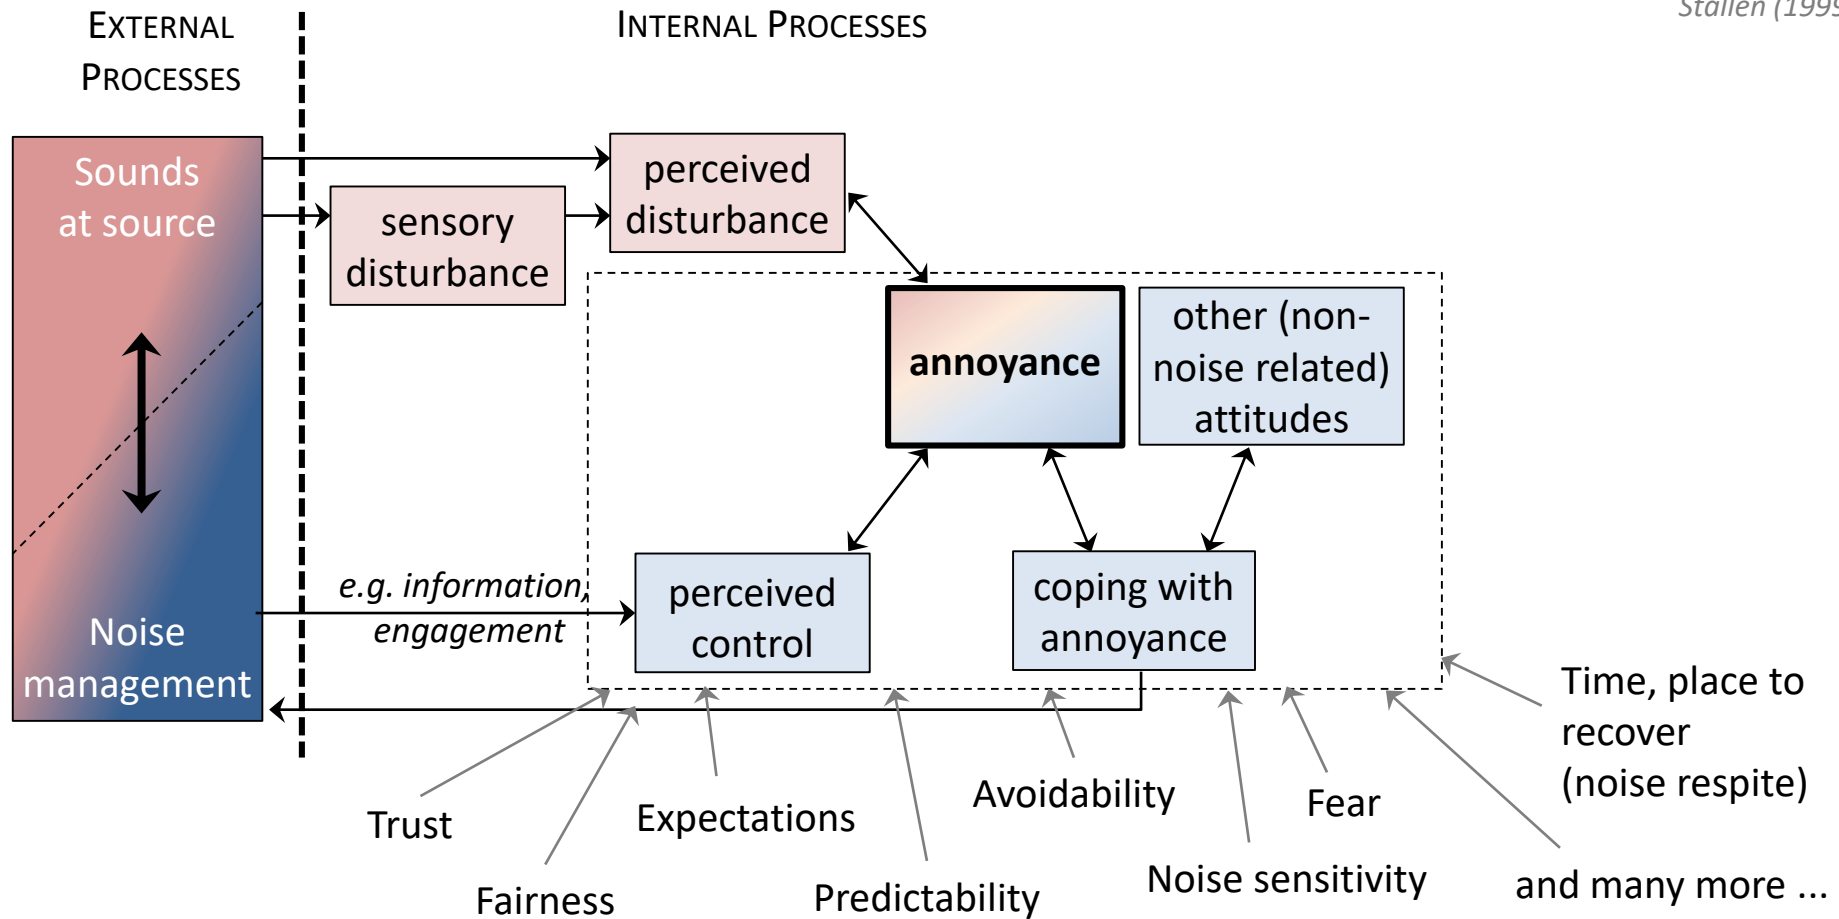 EXTERNAL
PROCESSES
INTERNAL PROCESSES
Stallen (1999
Sounds
at source
sensory
disturbance
perceived
disturbance
annoyance
other (non-
noise related)
attitudes
e.g. information,
engagement
perceived
control
coping with
annoyance
Noise
management
Trust
Fairness
Expectations
Predictability
Avoidability
Noise sensitivity
Fear
Time, place to
recover
(noise respite)
and many more ...